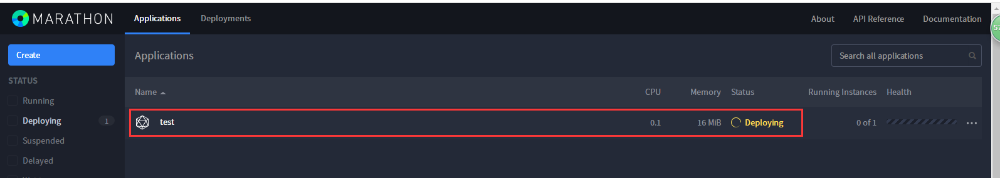 MARATHON Applications Deployments About API Reference Documentation
Create
Applications
Search all applications
STATUS
Name CPU Memory Status Running Instances Health
Running
Deploying 1
test 0.1 16 MiB Deploying 0 of 1
Suspended
Delayed